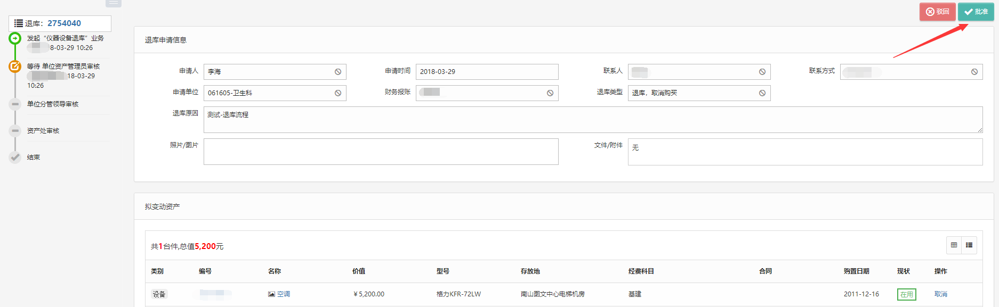 驳回 批准
退库：2754040
发起“仪器设备退库”业务
8-03-29 10:26
等待 单位资产管理员审核
18-03-29
10:26
单位分管领导审核
资产处审核
结束
退库申请信息
申请人 李海 申请时间 2018-03-29 联系人 联系方式
申请单位 061605-卫生科 财务报账 退库类型 退库，取消购买
退库原因 测试-退库流程
照片/图片 文件/附件 无
拟变动资产
共1台件,总值5,200元
类别 编号 名称 价值 型号 存放地 经费科目 合同 购置日期 现状 操作
设备 空调 ￥5,200.00 格力KFR-72LW 南山图文中心电梯机房 基建 2011-12-16 在用 取消